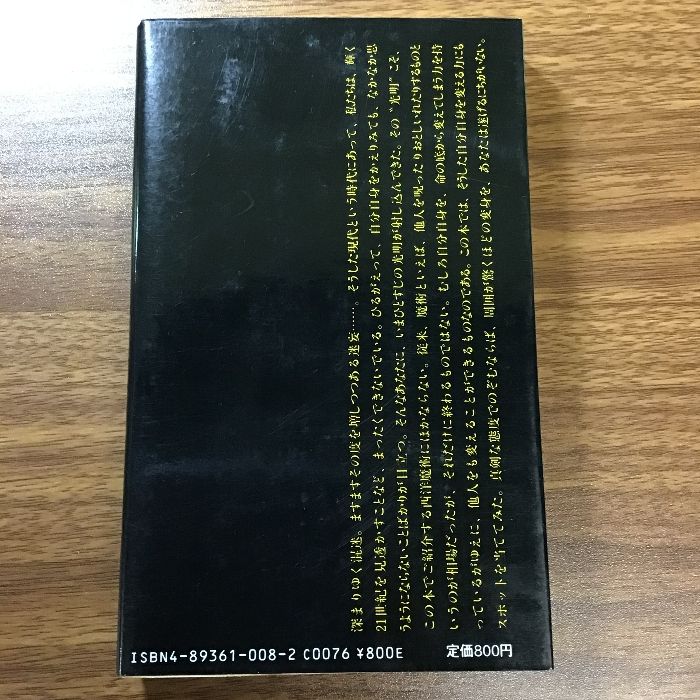 深まりゆく混迷。ますますその度を増しつつある迷妄……。そうした現代という時代にあって、私たちは、輝く
21世紀を見透かすことなど、まったくできないでいる。ひるがえって、自分自身をかえりみても、なかなか思
うようにならないことばかりが目立つ。そんなあなたに、いまひとすじの光明が射し込んできた。その〝光明〟こそ、
この本でご紹介する西洋魔術にほかならない。従来、魔術といえば、他人を呪ったりおとしいれたりするものと
いうのが相場だったが、それだけに終わるものではない。むしろ自分自身を、命の底から変えてしまう力を持
っているがゆえに、他人をも変えることができるものなのである。この本では、そうした自分自身を変える力にも
スポットを当ててみた。真剣な態度でのぞむならば、周囲が驚くほどの変身を、あなたは遂げるにちがいない。
ISBN4-89361-008-2 C0076 ¥800E 定価800円